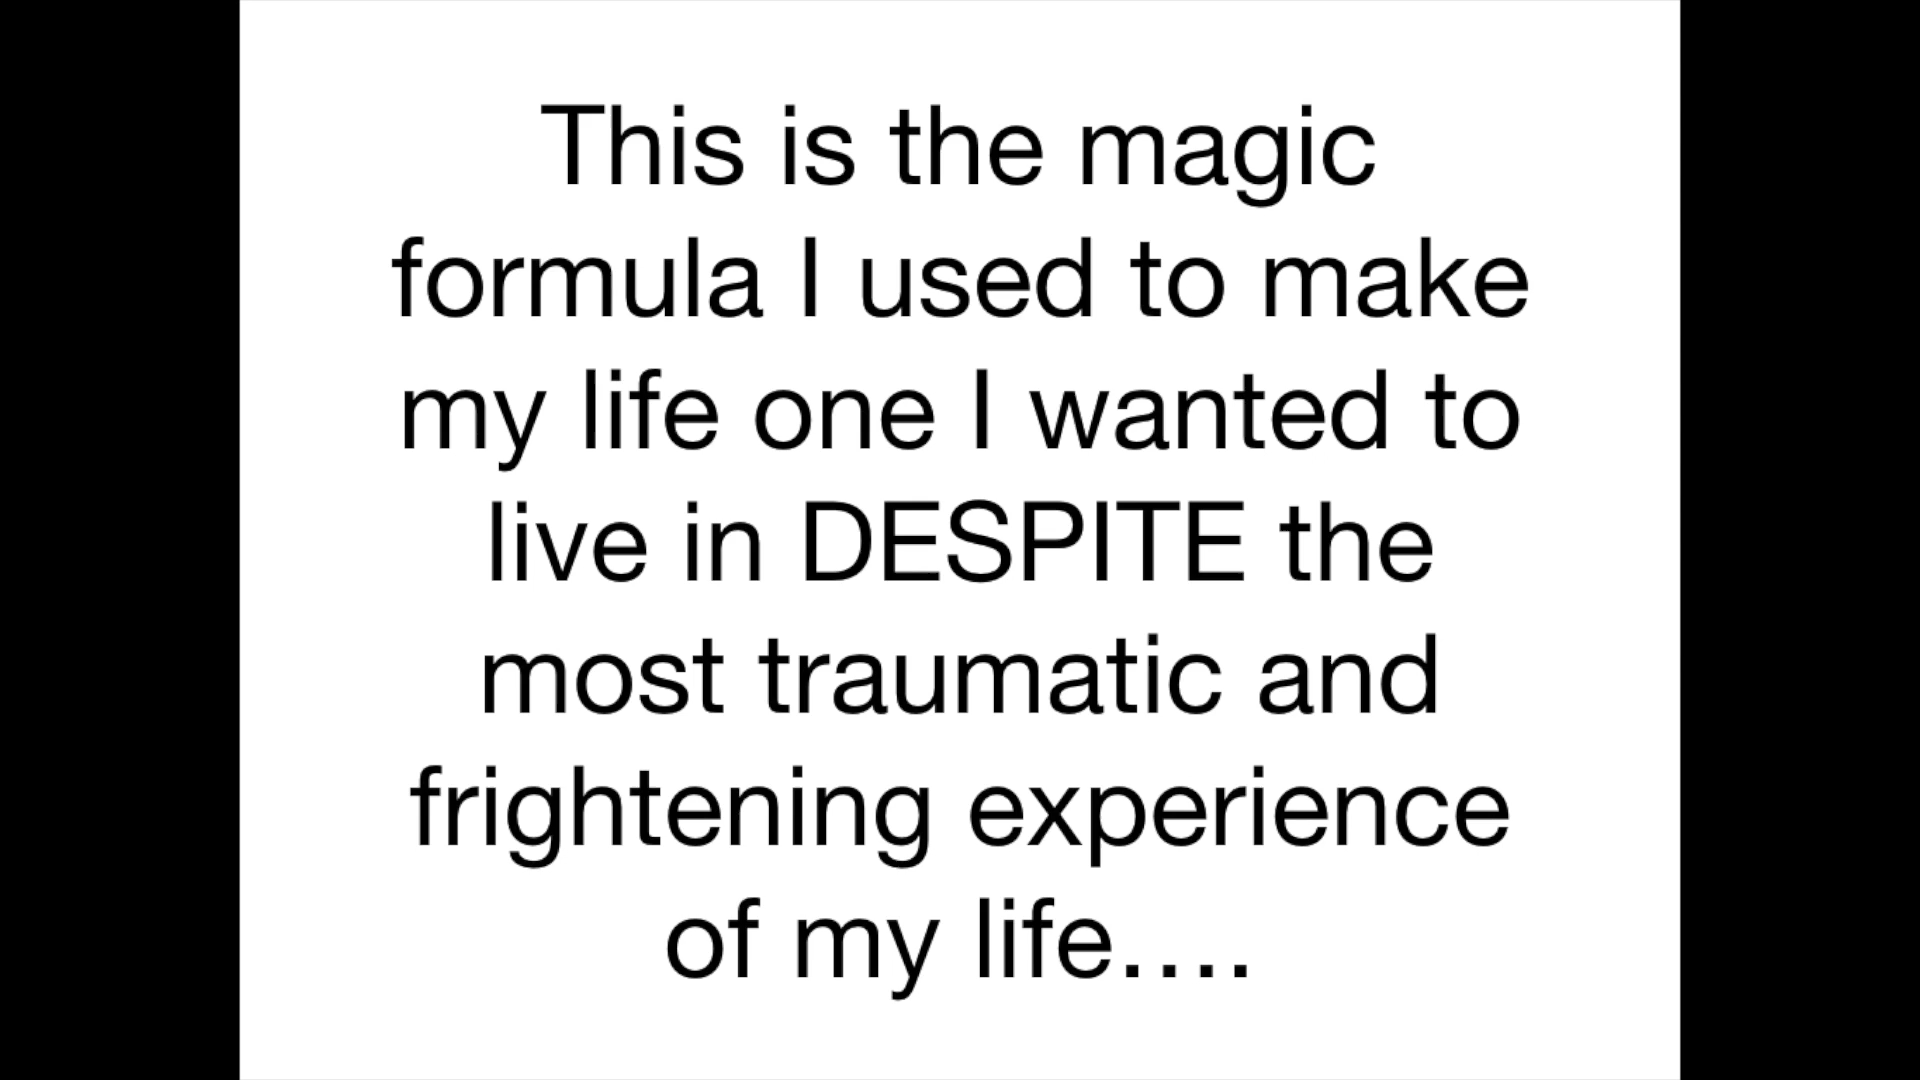 This is the magic
formula I used to make
my life one I wanted to
live in DESPITE the
most traumatic and
frightening experience
of my life....